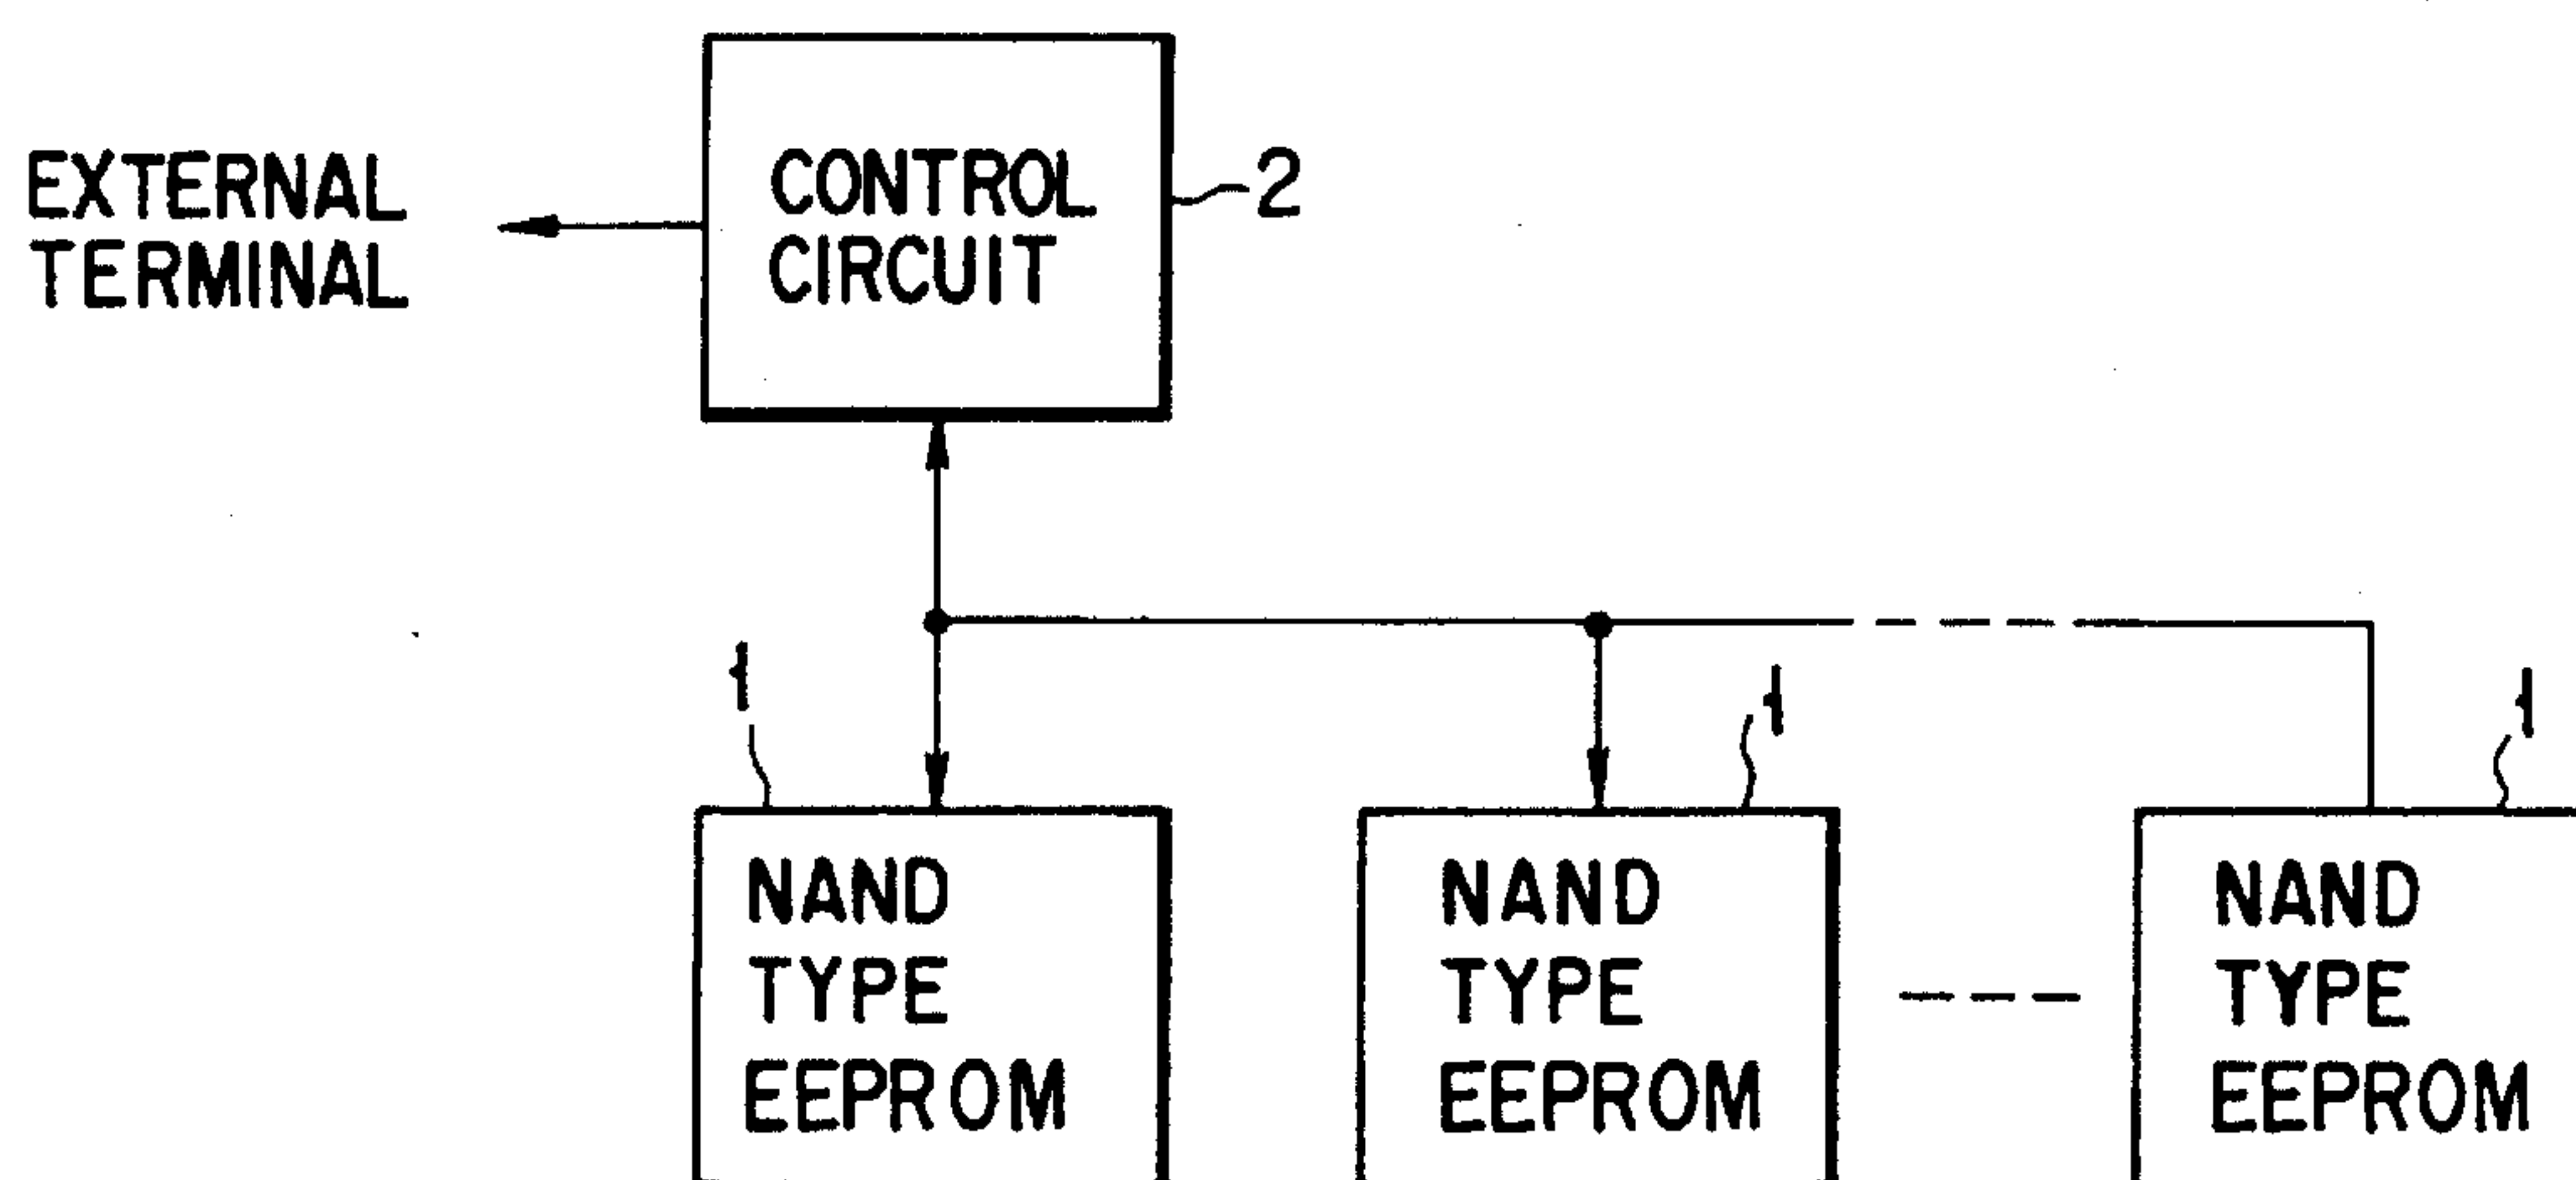 EXTERNAL
TERMINAL
CONTROL
CIRCUIT
2
1
1
1
NAND
TYPE
EEPROM
NAND
TYPE
EEPROM
NAND
TYPE
EEPROM